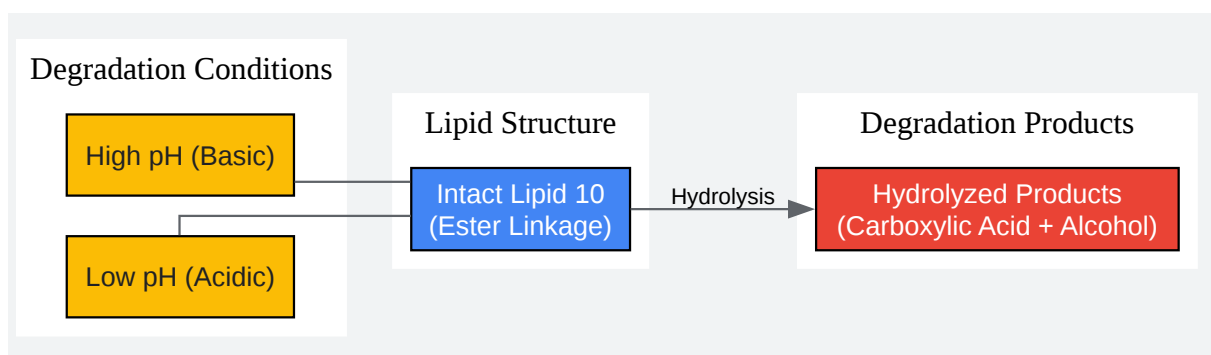 Degradation Conditions
High pH (Basic)
Low pH (Acidic)
Lipid Structure
Intact Lipid 10
(Ester Linkage)
Hydrolysis
Degradation Products
Hydrolyzed Products
(Carboxylic Acid + Alcohol)